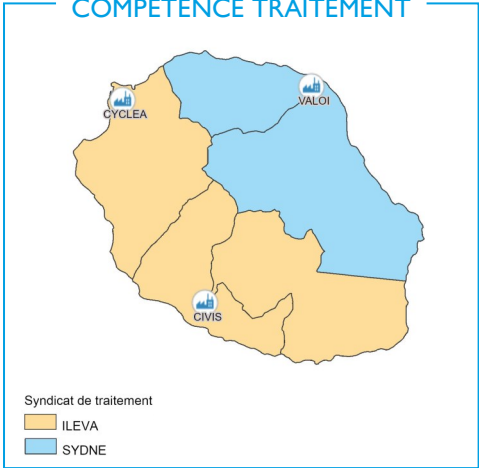 COMPÉTENCE TRAITEMENT
VALOI
CYCLEA
CIVIS
Syndicat de traitement
ILEVA
SYDNE